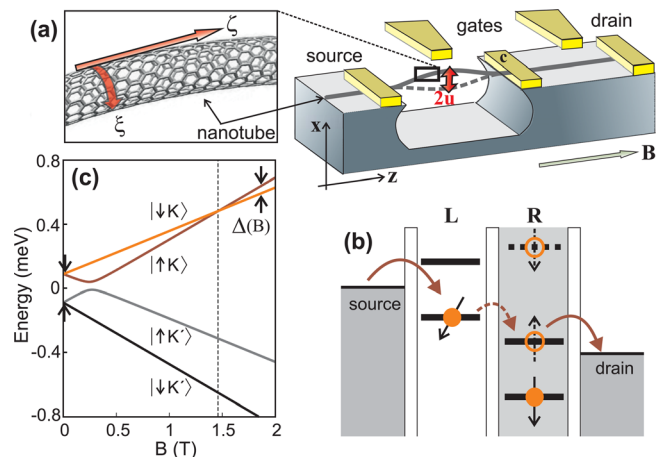 (a)
ζ
ξ
nanotube
source
gates
drain
c
2u
x
z
B
(c)
0.8
0.4
0
-0.4
-0.8
Energy (meV)
|↓K⟩
|↑K⟩
|↑K′⟩
|↓K′⟩
Δ(B)
0 0.5 1 1.5 2
B (T)
L R
(b)
source
drain